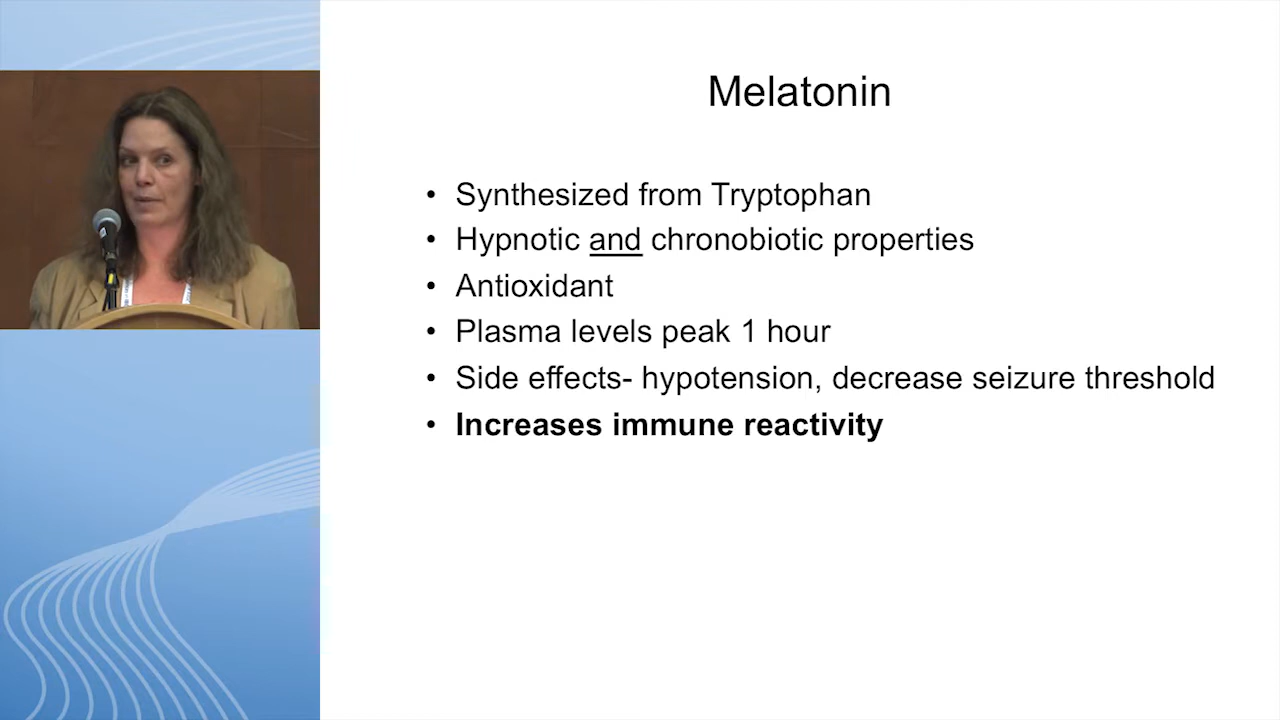 Melatonin
• Synthesized from Tryptophan
• Hypnotic and chronobiotic properties
• Antioxidant
• Plasma levels peak 1 hour
• Side effects- hypotension, decrease seizure threshold
• Increases immune reactivity